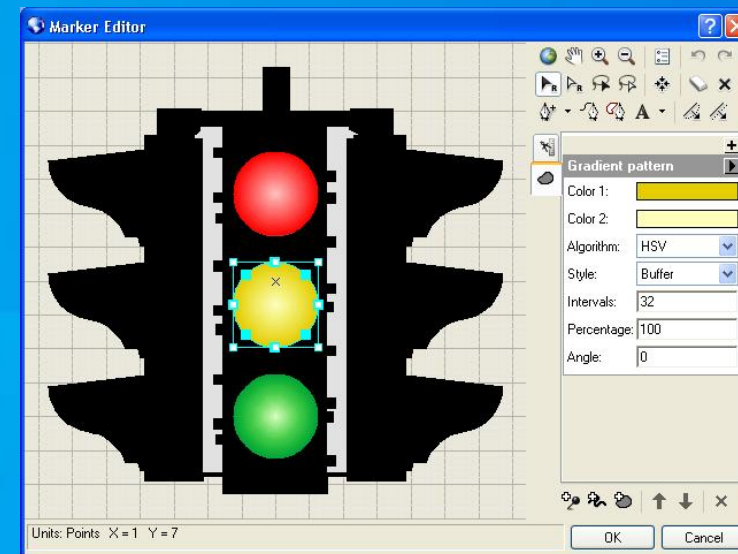 Marker Editor
Gradient pattern
Color 1:
Color 2:
Algorithm: HSV
Style: Buffer
Intervals: 32
Percentage: 100
Angle: 0
Units: Points X = 1 Y = 7
OK Cancel